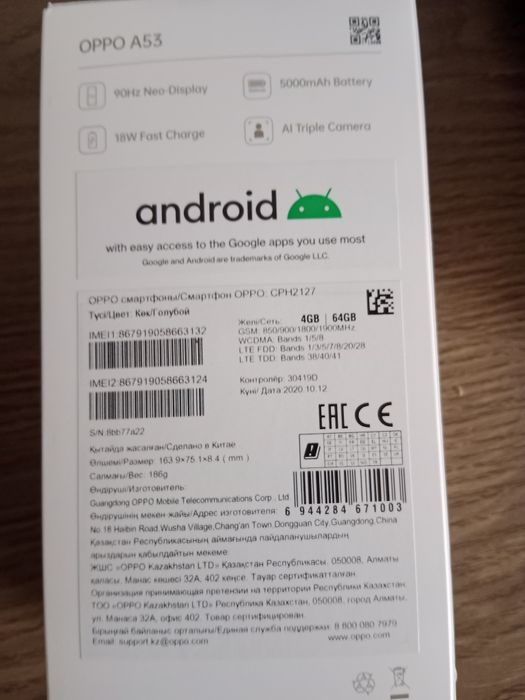 OPPO A53
90Hz Neo-Display
5000mAh Battery
18W Fast Charge
AI Triple Camera
android
with easy access to the Google apps you use most
Google and Android are trademarks of Google LLC.
OPPO смартфоны/Смартфон OPPO: CPH2127
Түсі/Цвет: Көк/Голубой
4GB | 64GB
IMEI1:867919058663132
Желі/Сеть:
GSM: 850/900/1800/1900MHz
WCDMA: Bands 1/5/8
LTE FDD: Bands 1/3/5/7/8/20/28
LTE TDD: Bands 38/40/41
IMEI2:867919058663124
Контролёр: 30419D
Күні/ Дата 2020.10.12
S/N:8bb77a22
EAC CE
Қытайда жасалған/Сделано в Китае
Өлшемі/Размер: 163.9×75.1×8.4 ( mm )
Салмағы/Вес: 186g
Өндіруші/Изготовитель:
Guangdong OPPO Mobile Telecommunications Corp., Ltd.
Өндірушінің мекен жайы/Адрес изготовителя:
6 944284 671003
No.18 Haibin Road,Wusha Village,Chang'an Town,Dongguan City,Guangdong,China
Қазақстан Республикасының аймағында пайдаланушылардың
арыздарын қабылдайтын мекеме:
ЖШС «OPPO Kazakhstan LTD» Қазақстан Республикасы, 050008, Алматы
қаласы, Манас көшесі 32А, 402 кеңсе. Тауар сертификатталған.
Организация принимающая претензии на территории Республики Казахстан:
ТОО «OPPO Kazakhstan LTD» Республика Казахстан, 050008, город Алматы,
ул. Манаса 32А, офис 402. Товар сертифицирован.
Бірыңғай байланыс орталығы/Единая служба поддержки: 8 800 080 7979
Email: support.kz@oppo.com
www.oppo.com